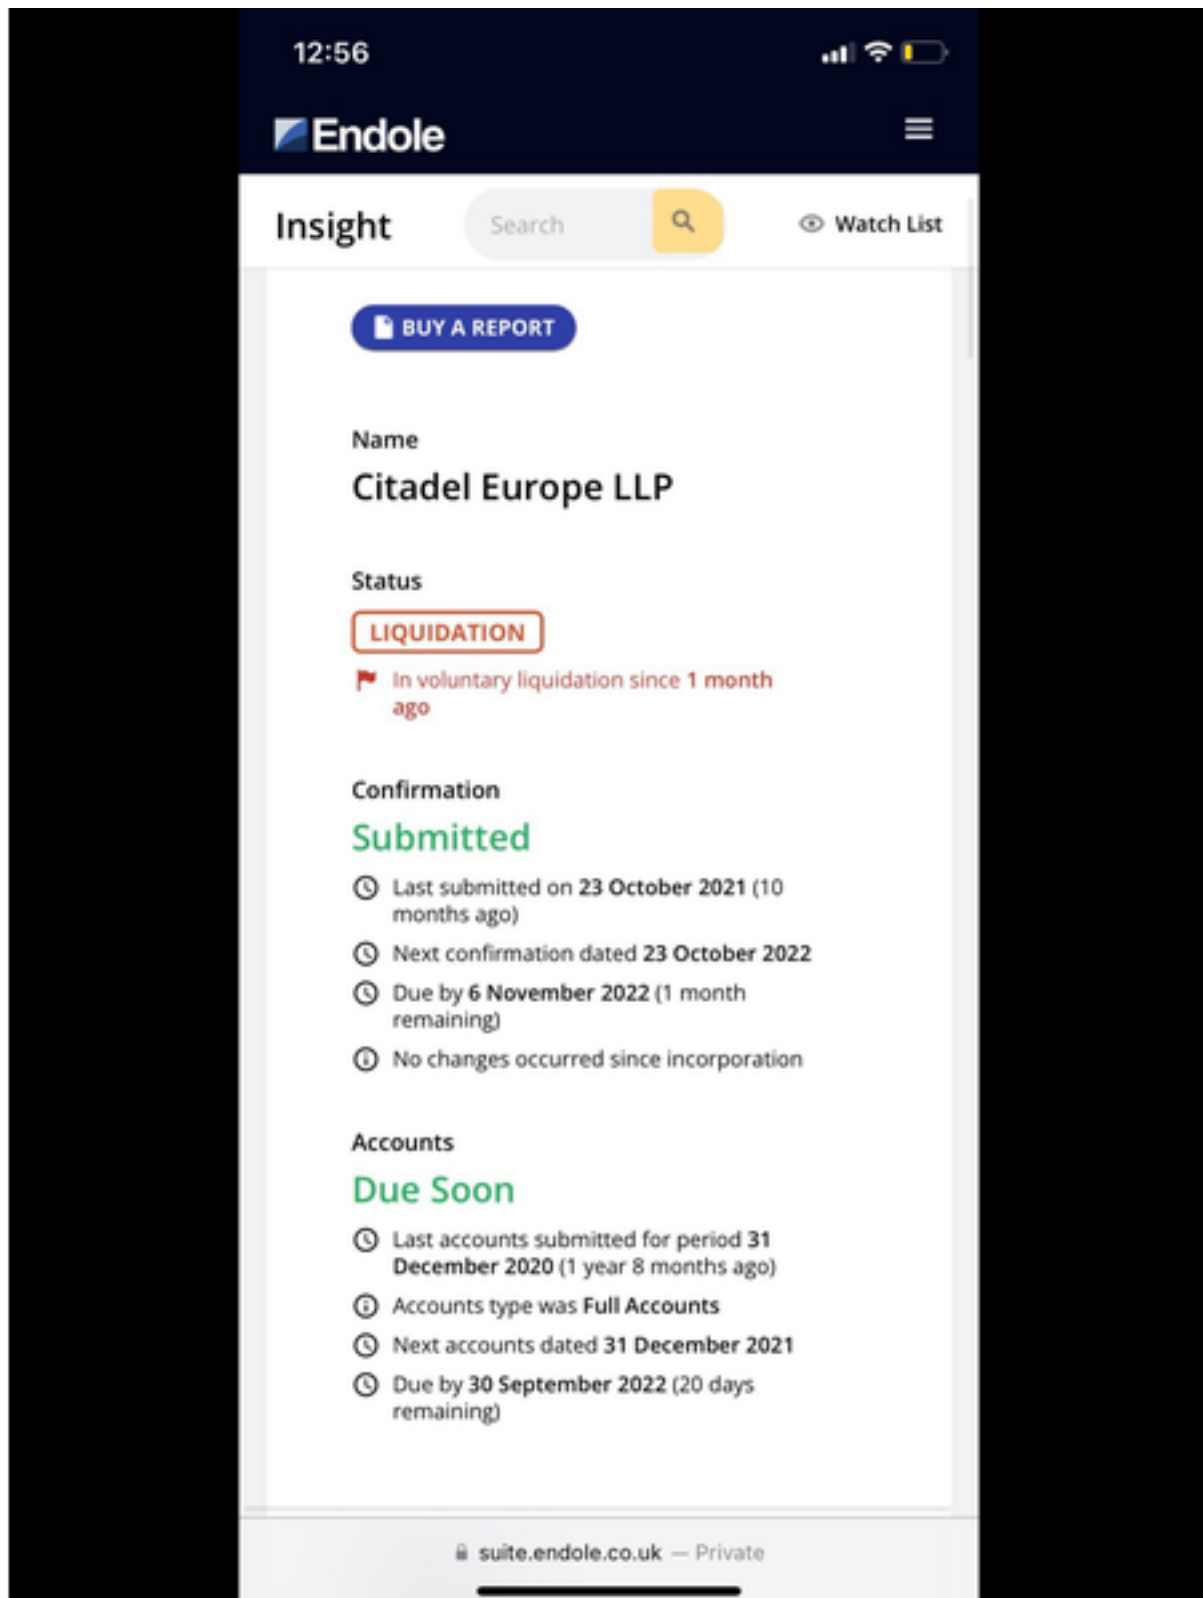 12:56
Endole
Insight
Search
Watch List
BUY A REPORT
Name
Citadel Europe LLP
Status
LIQUIDATION
In voluntary liquidation since 1 month
ago
Confirmation
Submitted
Last submitted on 23 October 2021 (10
months ago)
Next confirmation dated 23 October 2022
Due by 6 November 2022 (1 month
remaining)
No changes occurred since incorporation
Accounts
Due Soon
Last accounts submitted for period 31
December 2020 (1 year 8 months ago)
Accounts type was Full Accounts
Next accounts dated 31 December 2021
Due by 30 September 2022 (20 days
remaining)
suite.endole.co.uk — Private